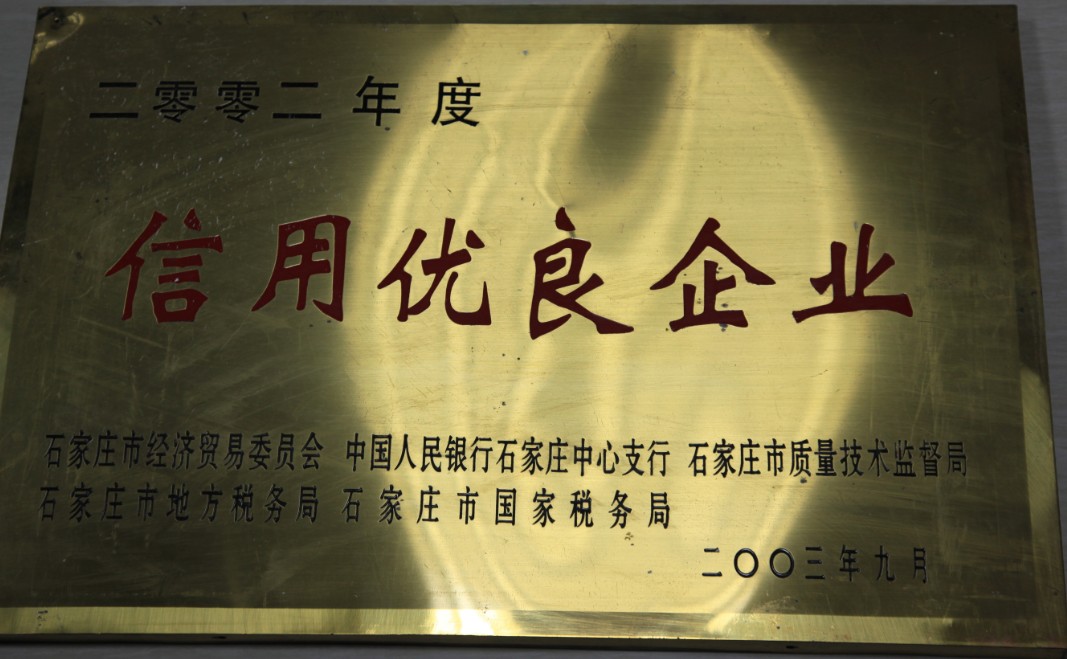 二零零二年度
信用优良企业
石家庄市经济贸易委员会 中国人民银行石家庄中心支行 石家庄市质量技术监督局
石家庄市地方税务局 石家庄市国家税务局
二〇〇三年九月